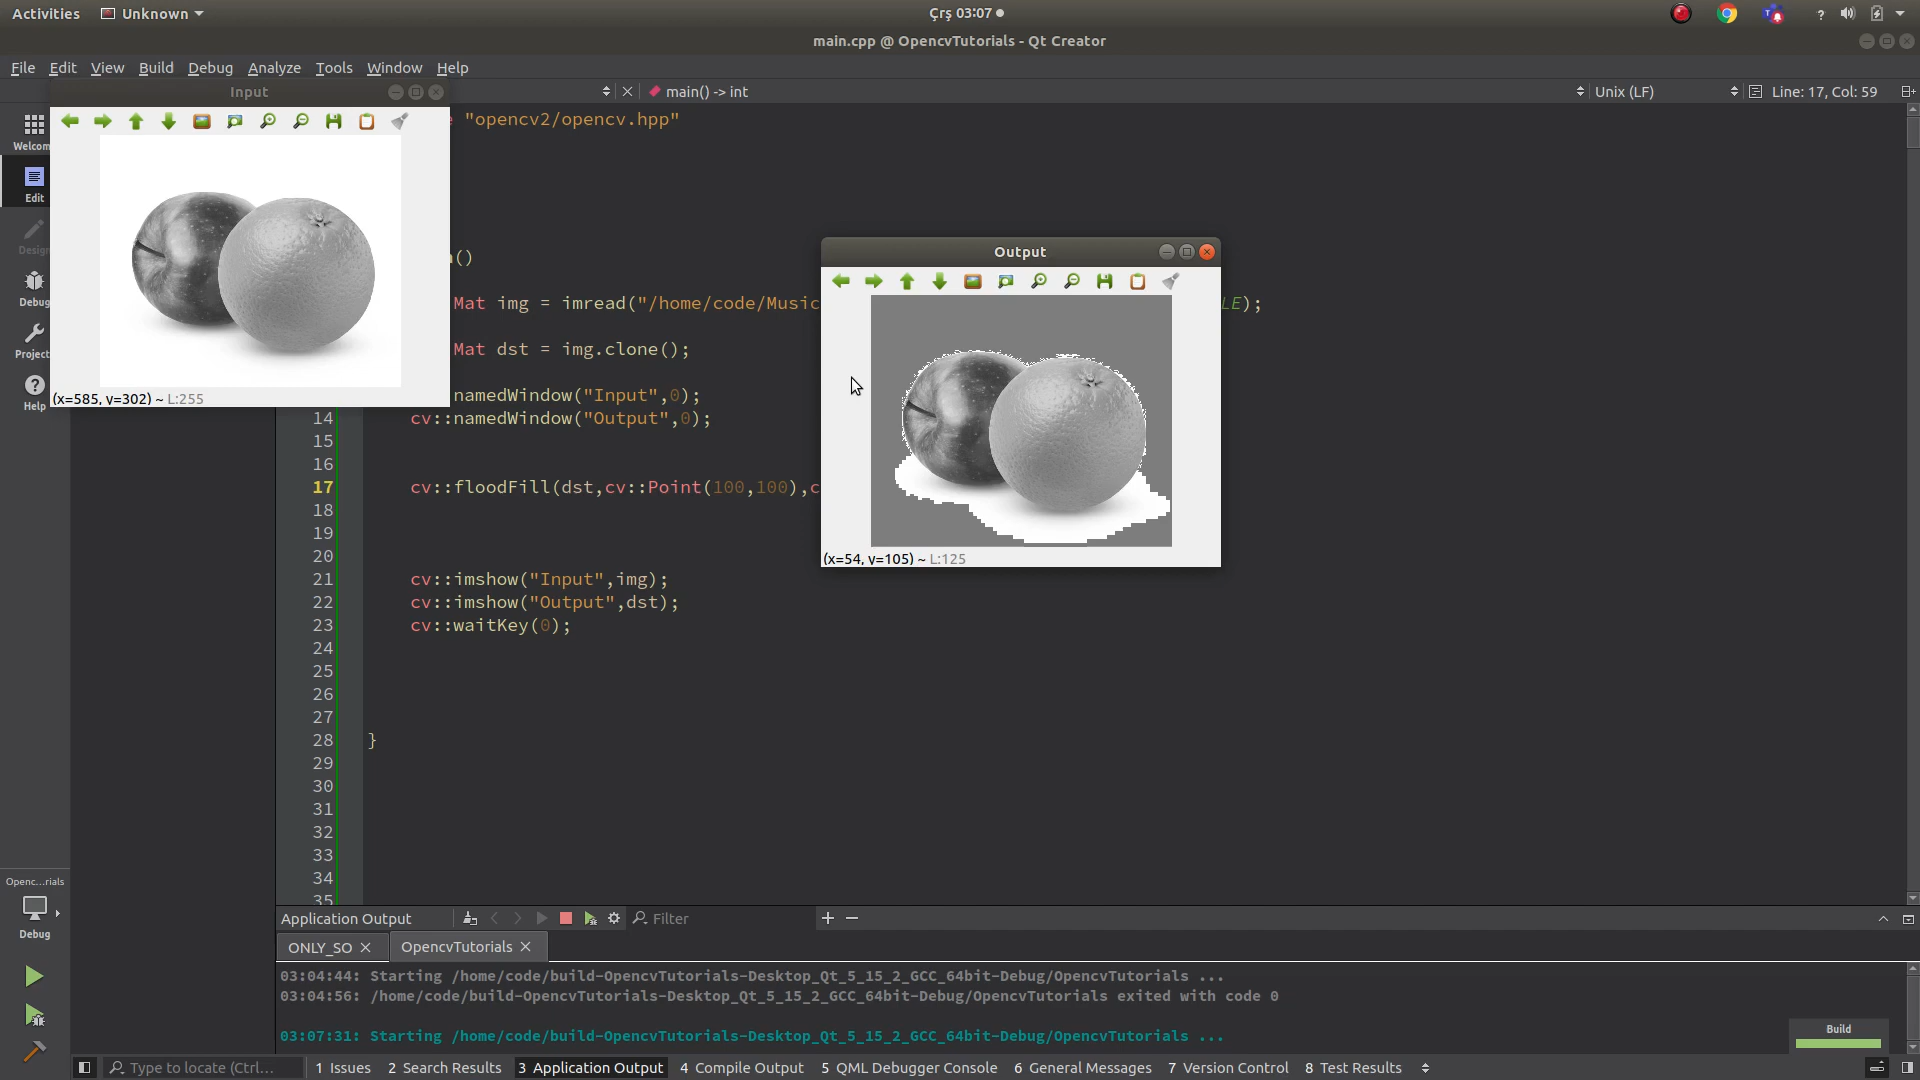 Activities Unknown Çrş 03:07 ?
main.cpp @ OpencvTutorials - Qt Creator
File Edit View Build Debug Analyze Tools Window Help
Input
main() -> int Unix (LF) Line: 17, Col: 59
Welcom
Edit
Design
Debug
Project
Help
(x=585, y=302) ~ L:255
"opencv2/opencv.hpp"
()
Mat img = imread("/home/code/Music LE);
Mat dst = img.clone();
namedWindow("Input",0);
14 cv::namedWindow("Output",0);
15
16
17 cv::floodFill(dst,cv::Point(100,100),c
18
19
20
21 cv::imshow("Input",img);
22 cv::imshow("Output",dst);
23 cv::waitKey(0);
24
25
26
27
28 }
29
30
31
32
33
34
35
Output
(x=54, y=105) ~ L:125
Openc...rials
Debug
Application Output Filter
ONLY_SO OpencvTutorials
03:04:44: Starting /home/code/build-OpencvTutorials-Desktop_Qt_5_15_2_GCC_64bit-Debug/OpencvTutorials ...
03:04:56: /home/code/build-OpencvTutorials-Desktop_Qt_5_15_2_GCC_64bit-Debug/OpencvTutorials exited with code 0
03:07:31: Starting /home/code/build-OpencvTutorials-Desktop_Qt_5_15_2_GCC_64bit-Debug/OpencvTutorials ...
Build
Type to locate (Ctrl... 1 Issues 2 Search Results 3 Application Output 4 Compile Output 5 QML Debugger Console 6 General Messages 7 Version Control 8 Test Results